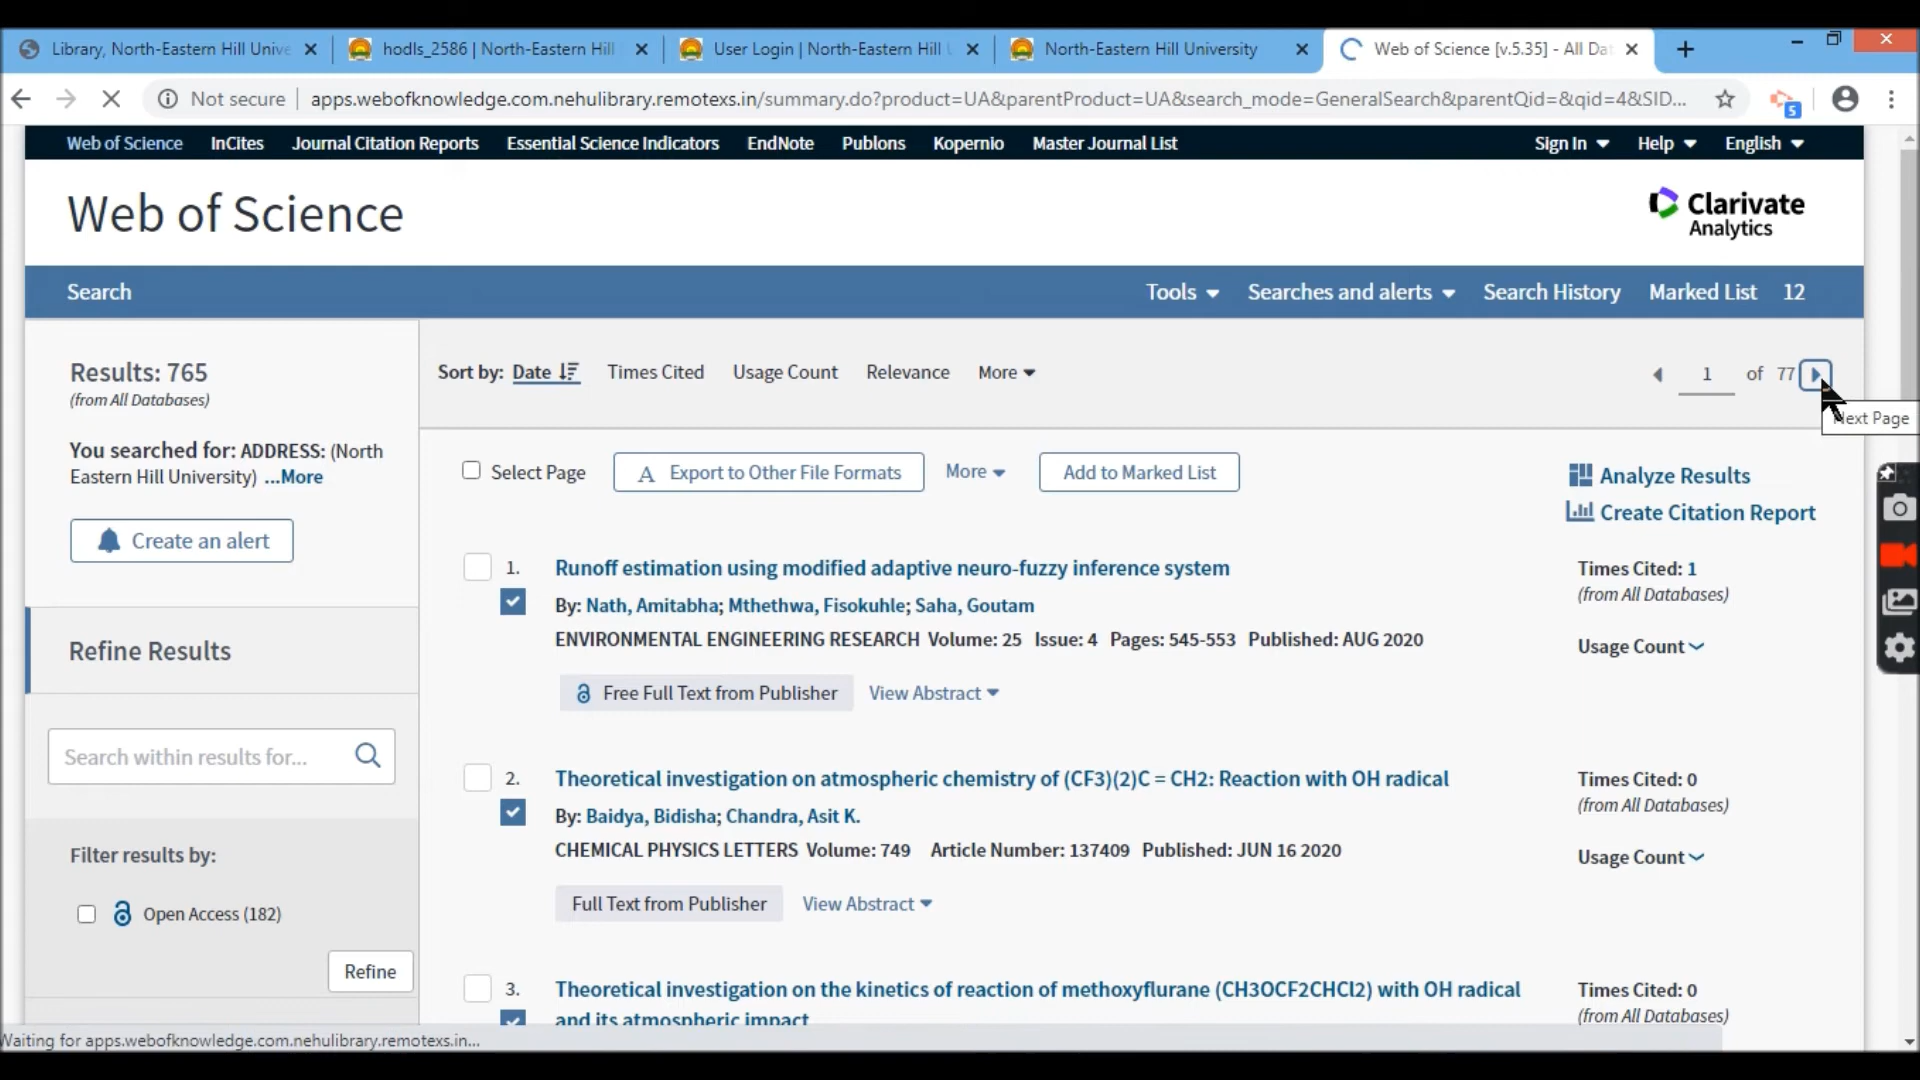 Library, North-Eastern Hill Unive
hodls_2586 | North-Eastern Hill
User Login | North-Eastern Hill U
North-Eastern Hill University
Web of Science [v.5.35] - All Dat
Not secure
apps.webofknowledge.com.nehulibrary.remotexs.in/summary.do?product=UA&parentProduct=UA&search_mode=GeneralSearch&parentQid=&qid=4&SID...
5
Web of Science InCites Journal Citation Reports Essential Science Indicators EndNote Publons Kopernio Master Journal List Sign In Help English
Web of Science
Clarivate
Analytics
Search Tools Searches and alerts Search History Marked List 12
Results: 765
(from All Databases)
You searched for: ADDRESS: (North
Eastern Hill University) ...More
Create an alert
Refine Results
Search within results for...
Filter results by:
Open Access (182)
Refine
Sort by: Date Times Cited Usage Count Relevance More
1 of 77
Next Page
Select Page Export to Other File Formats More Add to Marked List
Analyze Results
Create Citation Report
1. Runoff estimation using modified adaptive neuro-fuzzy inference system
By: Nath, Amitabha; Mthethwa, Fisokuhle; Saha, Goutam
ENVIRONMENTAL ENGINEERING RESEARCH Volume: 25 Issue: 4 Pages: 545-553 Published: AUG 2020
Free Full Text from Publisher View Abstract
Times Cited: 1
(from All Databases)
Usage Count
2. Theoretical investigation on atmospheric chemistry of (CF3)(2)C = CH2: Reaction with OH radical
By: Baidya, Bidisha; Chandra, Asit K.
CHEMICAL PHYSICS LETTERS Volume: 749 Article Number: 137409 Published: JUN 16 2020
Full Text from Publisher View Abstract
Times Cited: 0
(from All Databases)
Usage Count
3. Theoretical investigation on the kinetics of reaction of methoxyflurane (CH3OCF2CHCl2) with OH radical
and its atmospheric impact
Times Cited: 0
(from All Databases)
Waiting for apps.webofknowledge.com.nehulibrary.remotexs.in...